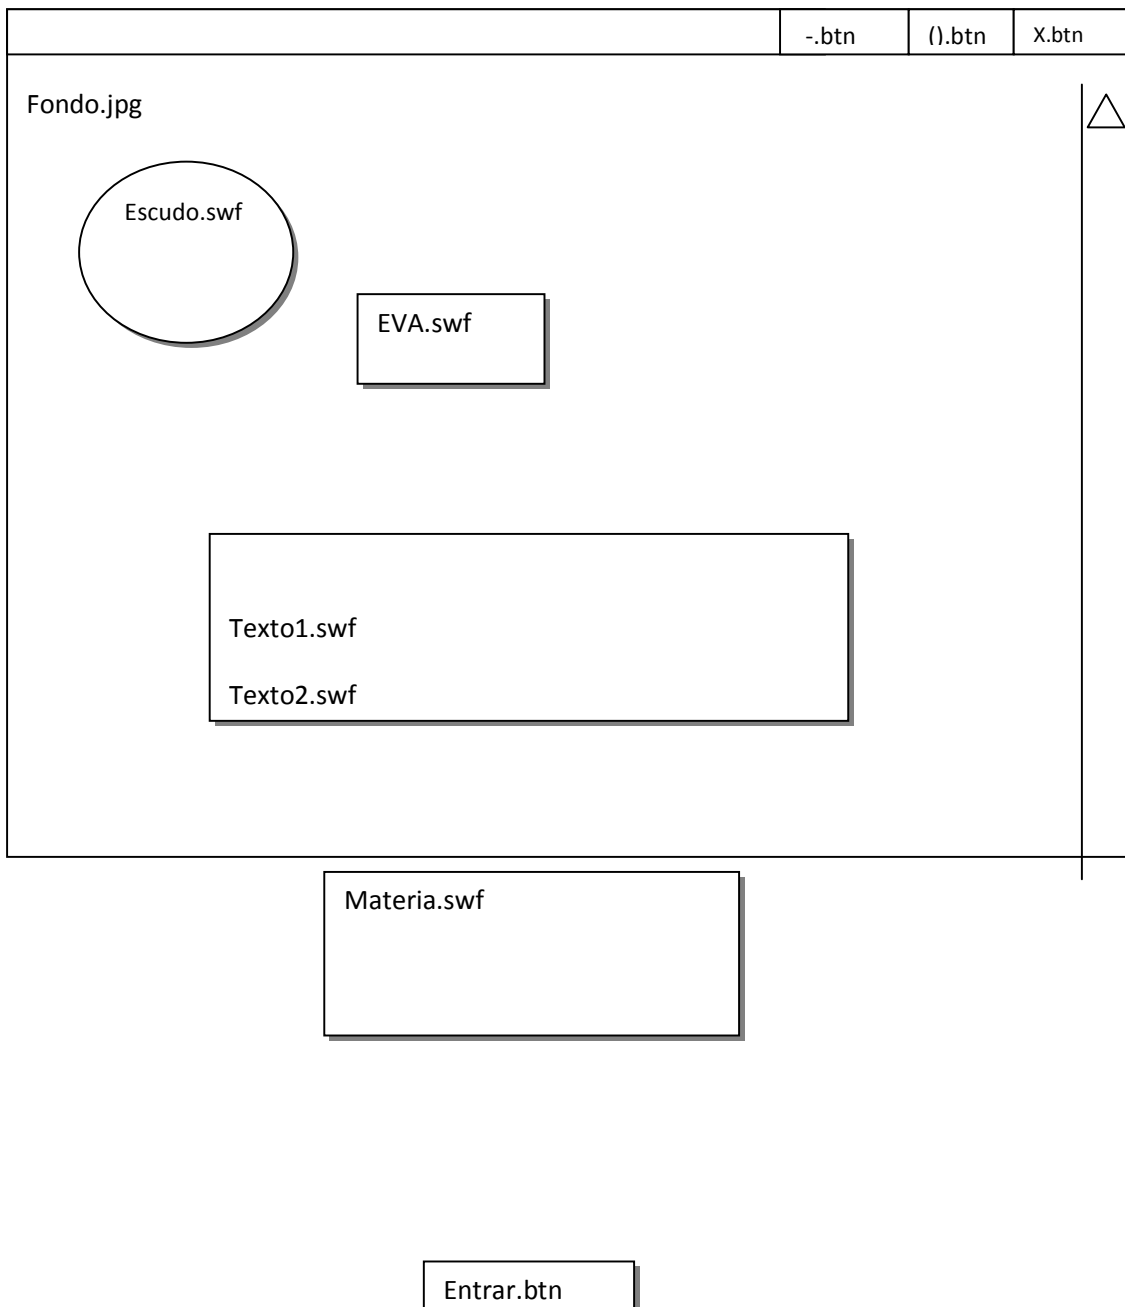 -.btn
().btn
X.btn
Fondo.jpg
Escudo.swf
EVA.swf
Texto1.swf
Texto2.swf
Materia.swf
Entrar.btn